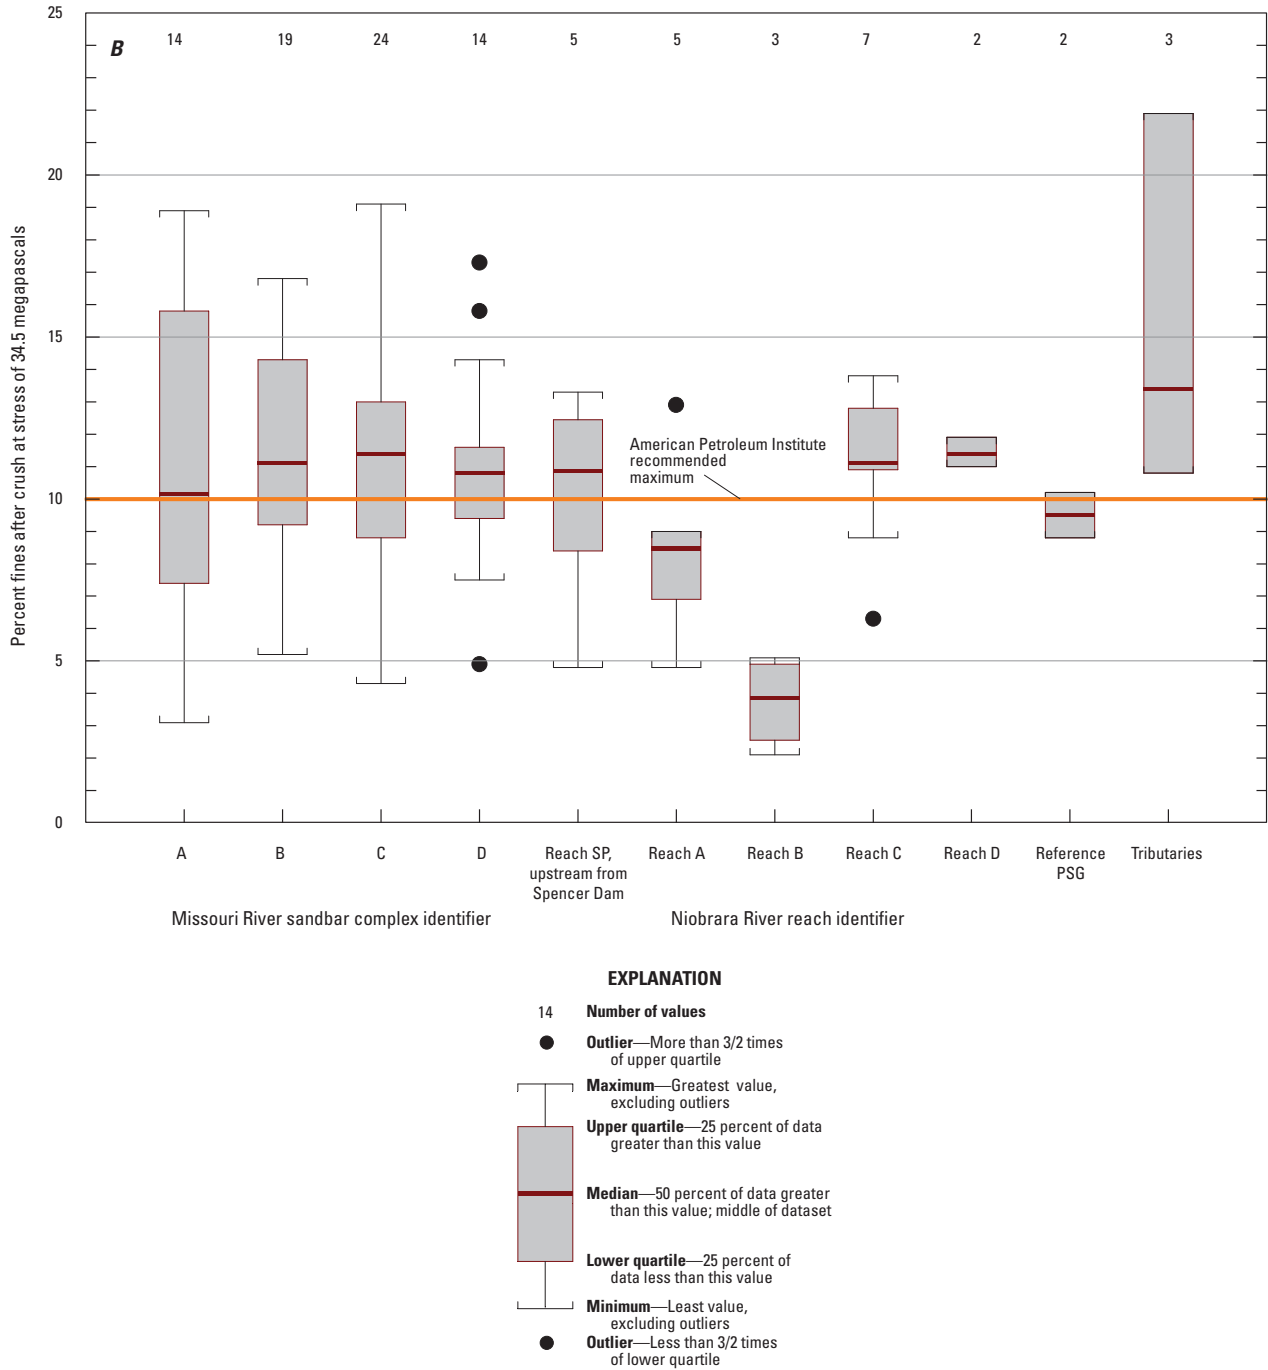 25
B
14
19
24
14
5
5
3
7
2
2
3
20
15
10
5
0
Percent fines after crush at stress of 34.5 megapascals
American Petroleum Institute
recommended
maximum
A
B
C
D
Reach SP,
upstream from
Spencer Dam
Reach A
Reach B
Reach C
Reach D
Reference
PSG
Tributaries
Missouri River sandbar complex identifier
Niobrara River reach identifier
EXPLANATION
14 Number of values
Outlier—More than 3/2 times
of upper quartile
Maximum—Greatest value,
excluding outliers
Upper quartile—25 percent of data
greater than this value
Median—50 percent of data greater
than this value; middle of dataset
Lower quartile—25 percent of
data less than this value
Minimum—Least value,
excluding outliers
Outlier—Less than 3/2 times
of lower quartile